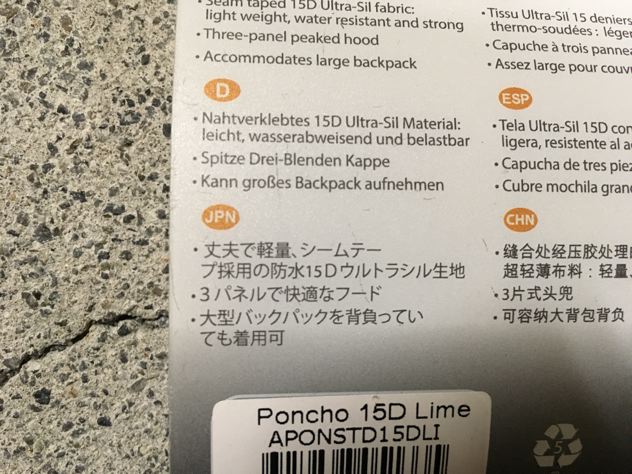 Seam taped 15D Ultra-Sil fabric:
light weight, water resistant and strong
• Three-panel peaked hood
• Accommodates large backpack
D
• Nahtverklebtes 15D Ultra-Sil Material:
leicht, wasserabweisend und belastbar
• Spitze Drei-Blenden Kappe
• Kann großes Backpack aufnehmen
JPN
• 丈夫で軽量、シームテー
プ採用の防水15Dウルトラシル生地
• 3パネルで快適なフード
• 大型バックパックを背負ってい
ても着用可
• Tissu Ultra-Sil 15 deniers
thermo-soudées :
• Capuche à trois
• Assez large pour
ESP
• Tela Ultra-Sil 15D
ligera, resistente al
• Capucha de tres
• Cubre mochila
CHN
• 缝合处经压胶处理
超轻薄布料：轻量、
• 3片式头兜
• 可容纳大背包背负
Poncho 15D Lime
APONSTD15DLI
5